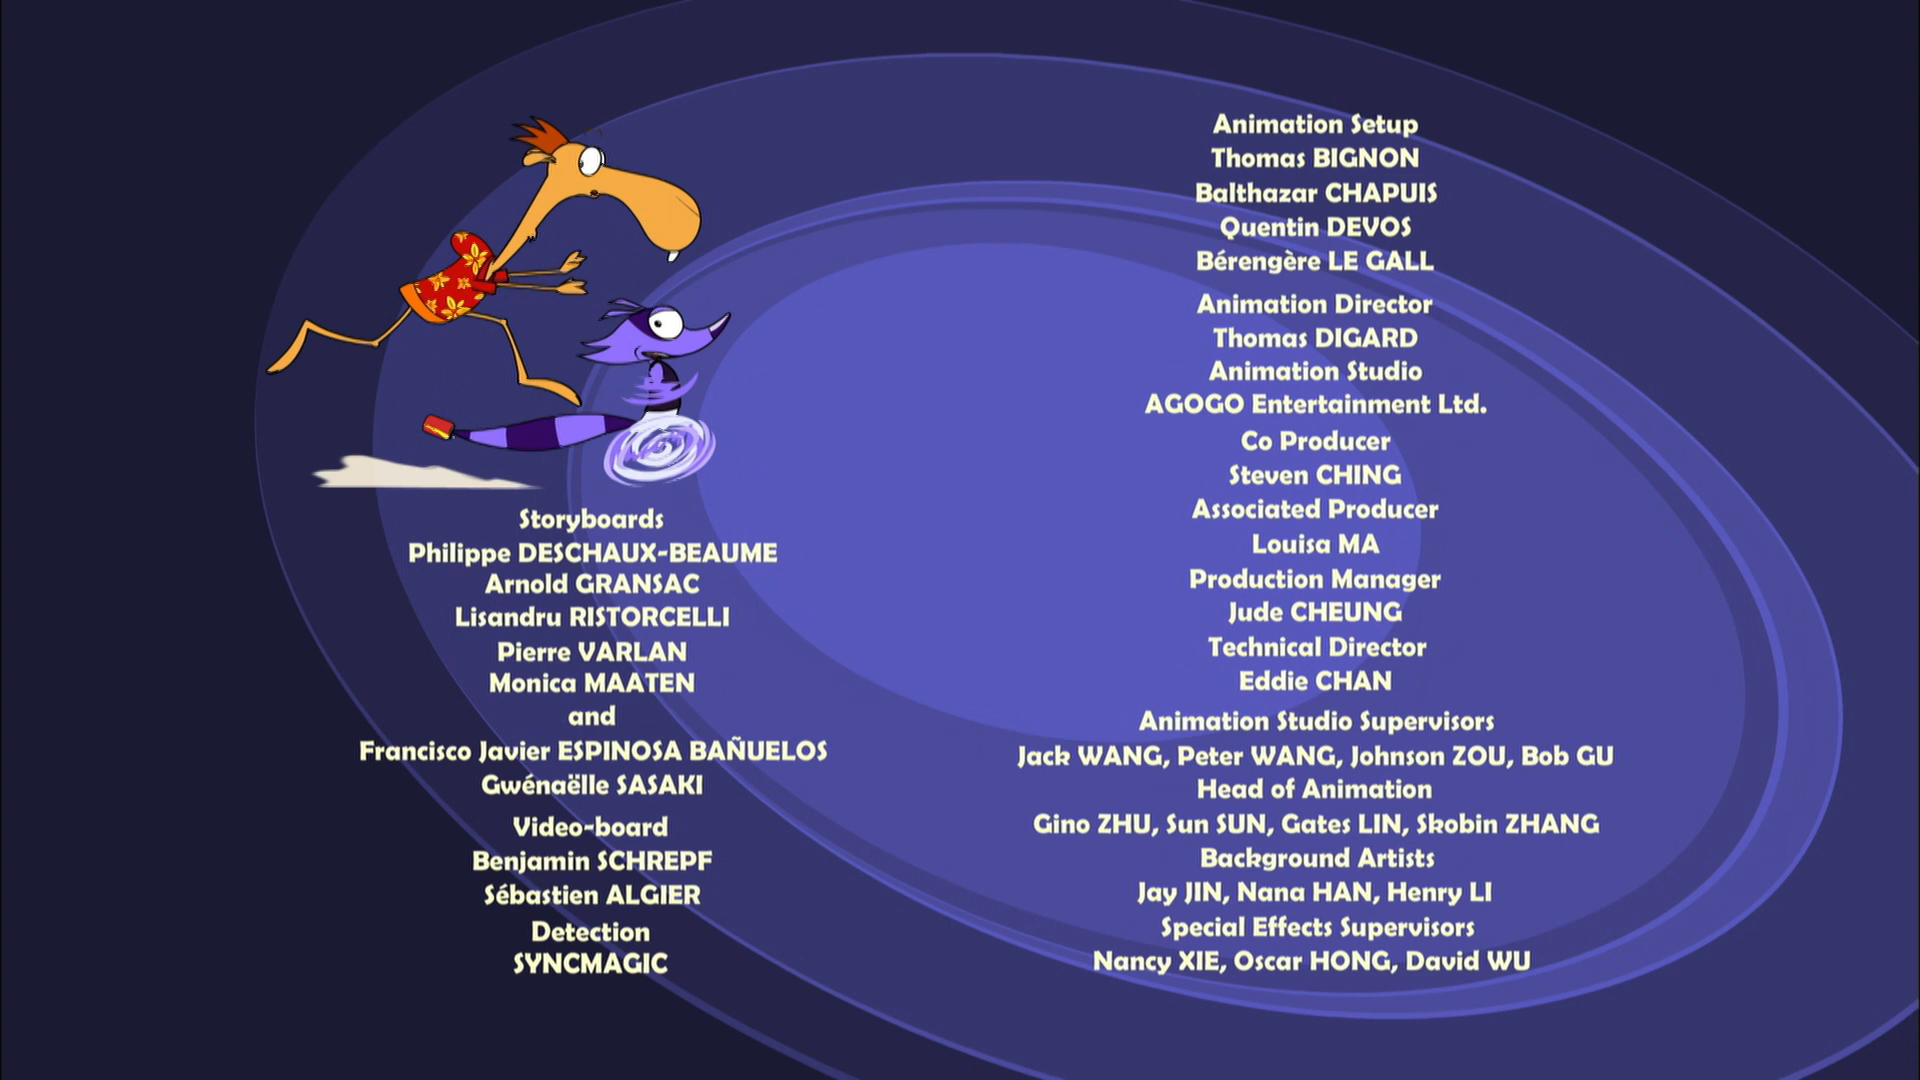 Storyboards
Philippe DESCHAUX-BEAUME
Arnold GRANSAC
Lisandru RISTORCELLI
Pierre VARLAN
Monica MAATEN
and
Francisco Javier ESPINOSA BAÑUELOS
Gwénaëlle SASAKI
Video-board
Benjamin SCHREPF
Sébastien ALGIER
Detection
SYNCMAGIC
Animation Setup
Thomas BIGNON
Balthazar CHAPUIS
Quentin DEVOS
Bérengère LE GALL
Animation Director
Thomas DIGARD
Animation Studio
AGOGO Entertainment Ltd.
Co Producer
Steven CHING
Associated Producer
Louisa MA
Production Manager
Jude CHEUNG
Technical Director
Eddie CHAN
Animation Studio Supervisors
Jack WANG, Peter WANG, Johnson ZOU, Bob GU
Head of Animation
Gino ZHU, Sun SUN, Gates LIN, Skobin ZHANG
Background Artists
Jay JIN, Nana HAN, Henry LI
Special Effects Supervisors
Nancy XIE, Oscar HONG, David WU